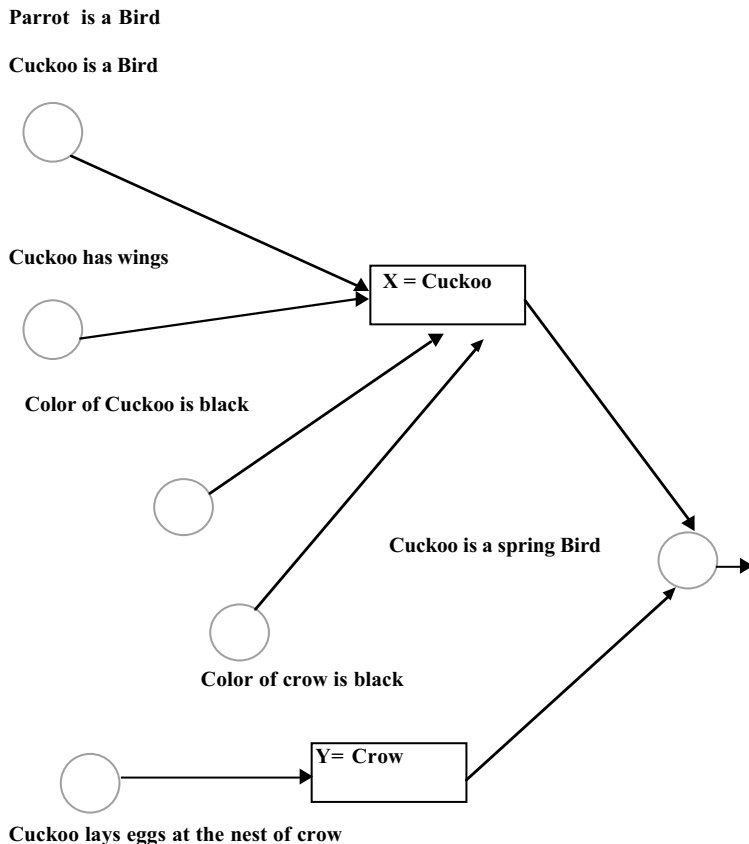 Parrot is a Bird
Cuckoo is a Bird
Cuckoo has wings
X = Cuckoo
Color of Cuckoo is black
Cuckoo is a spring Bird
Color of crow is black
Y= Crow
Cuckoo lays eggs at the nest of crow